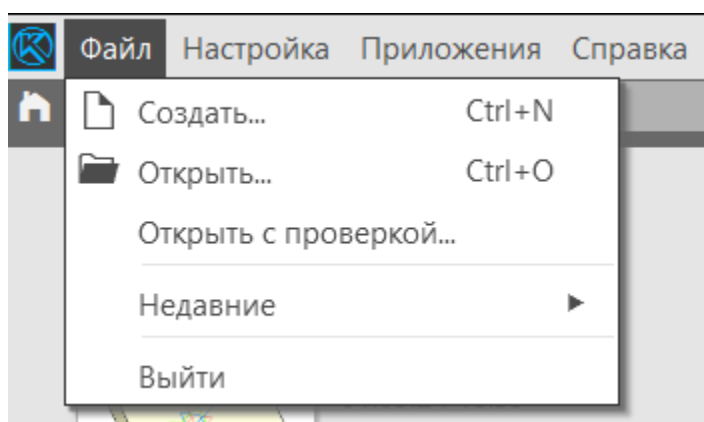 Файл Настройка Приложения Справка
Создать... Ctrl+N
Открыть... Ctrl+O
Открыть с проверкой...
Недавние
Выйти